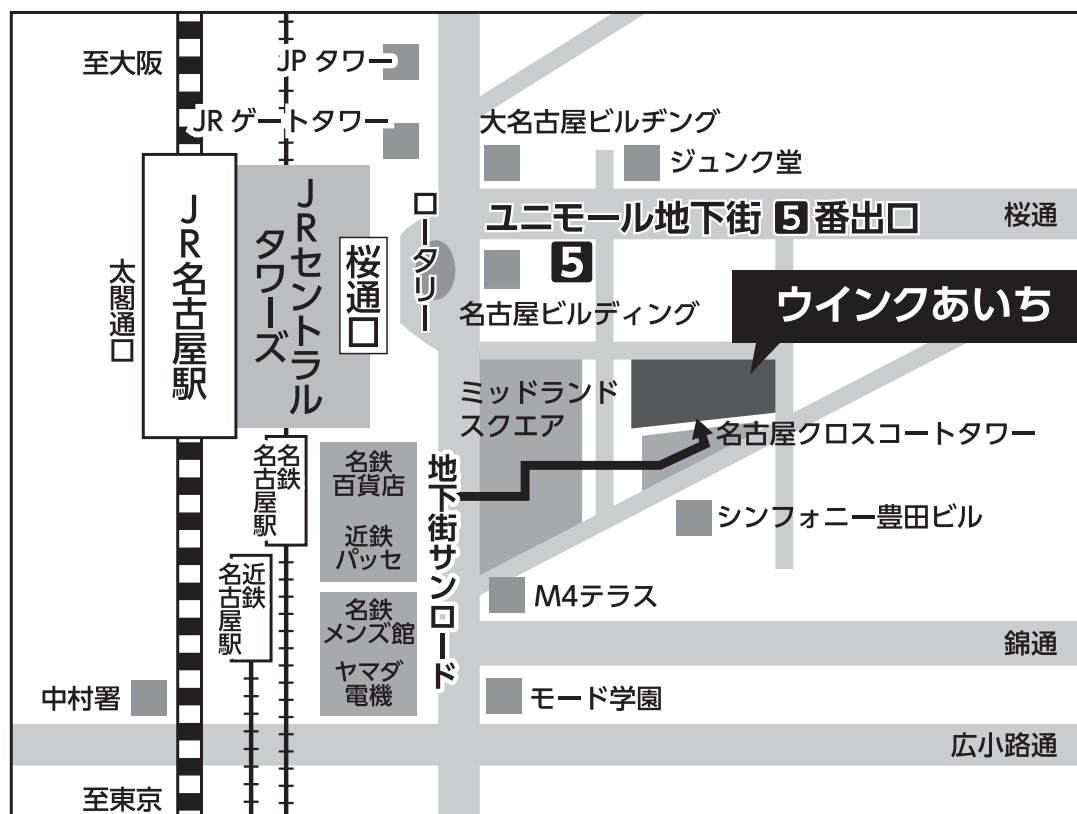 至大阪
JPタワー
JRゲートタワー
大名古屋ビルヂング
ジュンク堂
ユニモール地下街 5 番出口
桜通
JR名古屋駅
JRセントラル
タワーズ
桜通口
ロータリー
太閤通口
5
名古屋ビルディング
ウインクあいち
ミッドランド
スクエア
名古屋クロスコートタワー
名鉄
名古屋駅
名鉄
百貨店
近鉄
パッセ
地下街サンロード
シンフォニー豊田ビル
近鉄
名古屋駅
名鉄
メンズ館
ヤマダ
電機
M4テラス
錦通
中村署
モード学園
広小路通
至東京